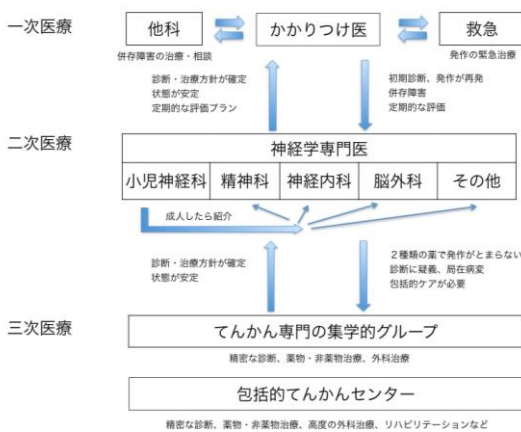 一次医療
他科
かかりつけ医
救急
併存障害の治療・相談
発作の緊急治療
診断・治療方針が確定
状態が安定
定期的な評価プラン
初期診断、発作が再発
併存障害
定期的な評価
二次医療
神経学専門医
小児神経科 精神科 神経内科 脳外科 その他
成人したら紹介
診断・治療方針が確定
状態が安定
2種類の薬で発作がとまらない
診断に疑義、局在病変
包括的ケアが必要
三次医療
てんかん専門の集学的グループ
精密な診断、薬物・非薬物治療、外科治療
包括的てんかんセンター
精密な診断、薬物・非薬物治療、高度の外科治療、リハビリテーションなど